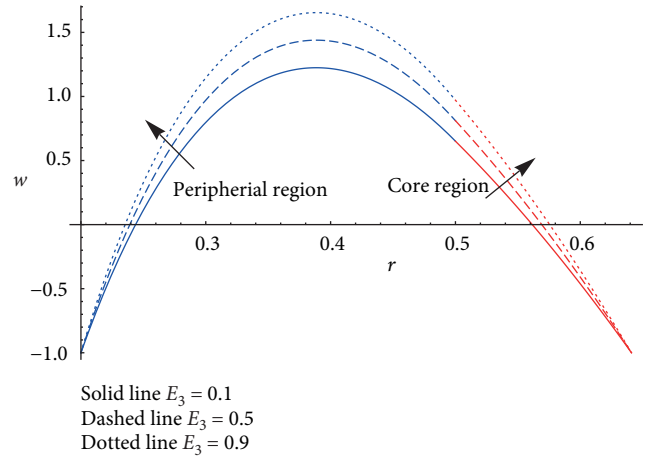 1.5
1.0
0.5
w
Peripherial region
Core region
0.3
0.4
0.5
0.6
r
−0.5
−1.0
Solid line E₃ = 0.1
Dashed line E₃ = 0.5
Dotted line E₃ = 0.9